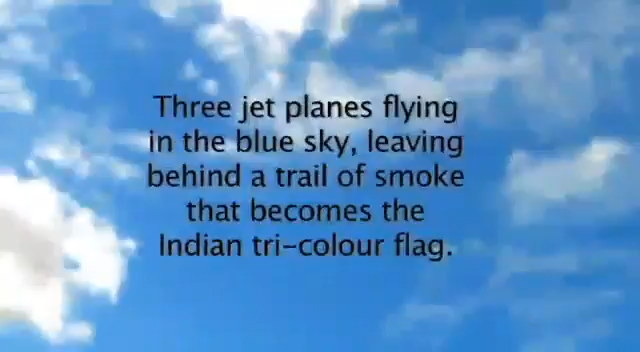 Three jet planes flying
in the blue sky, leaving
behind a trail of smoke
that becomes the
Indian tri-colour flag.